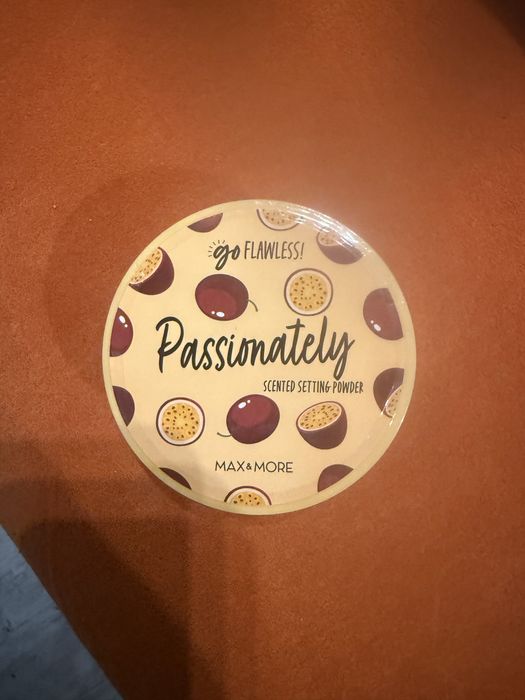 go FLAWLESS!
Passionately
SCENTED SETTING POWDER
MAX & MORE